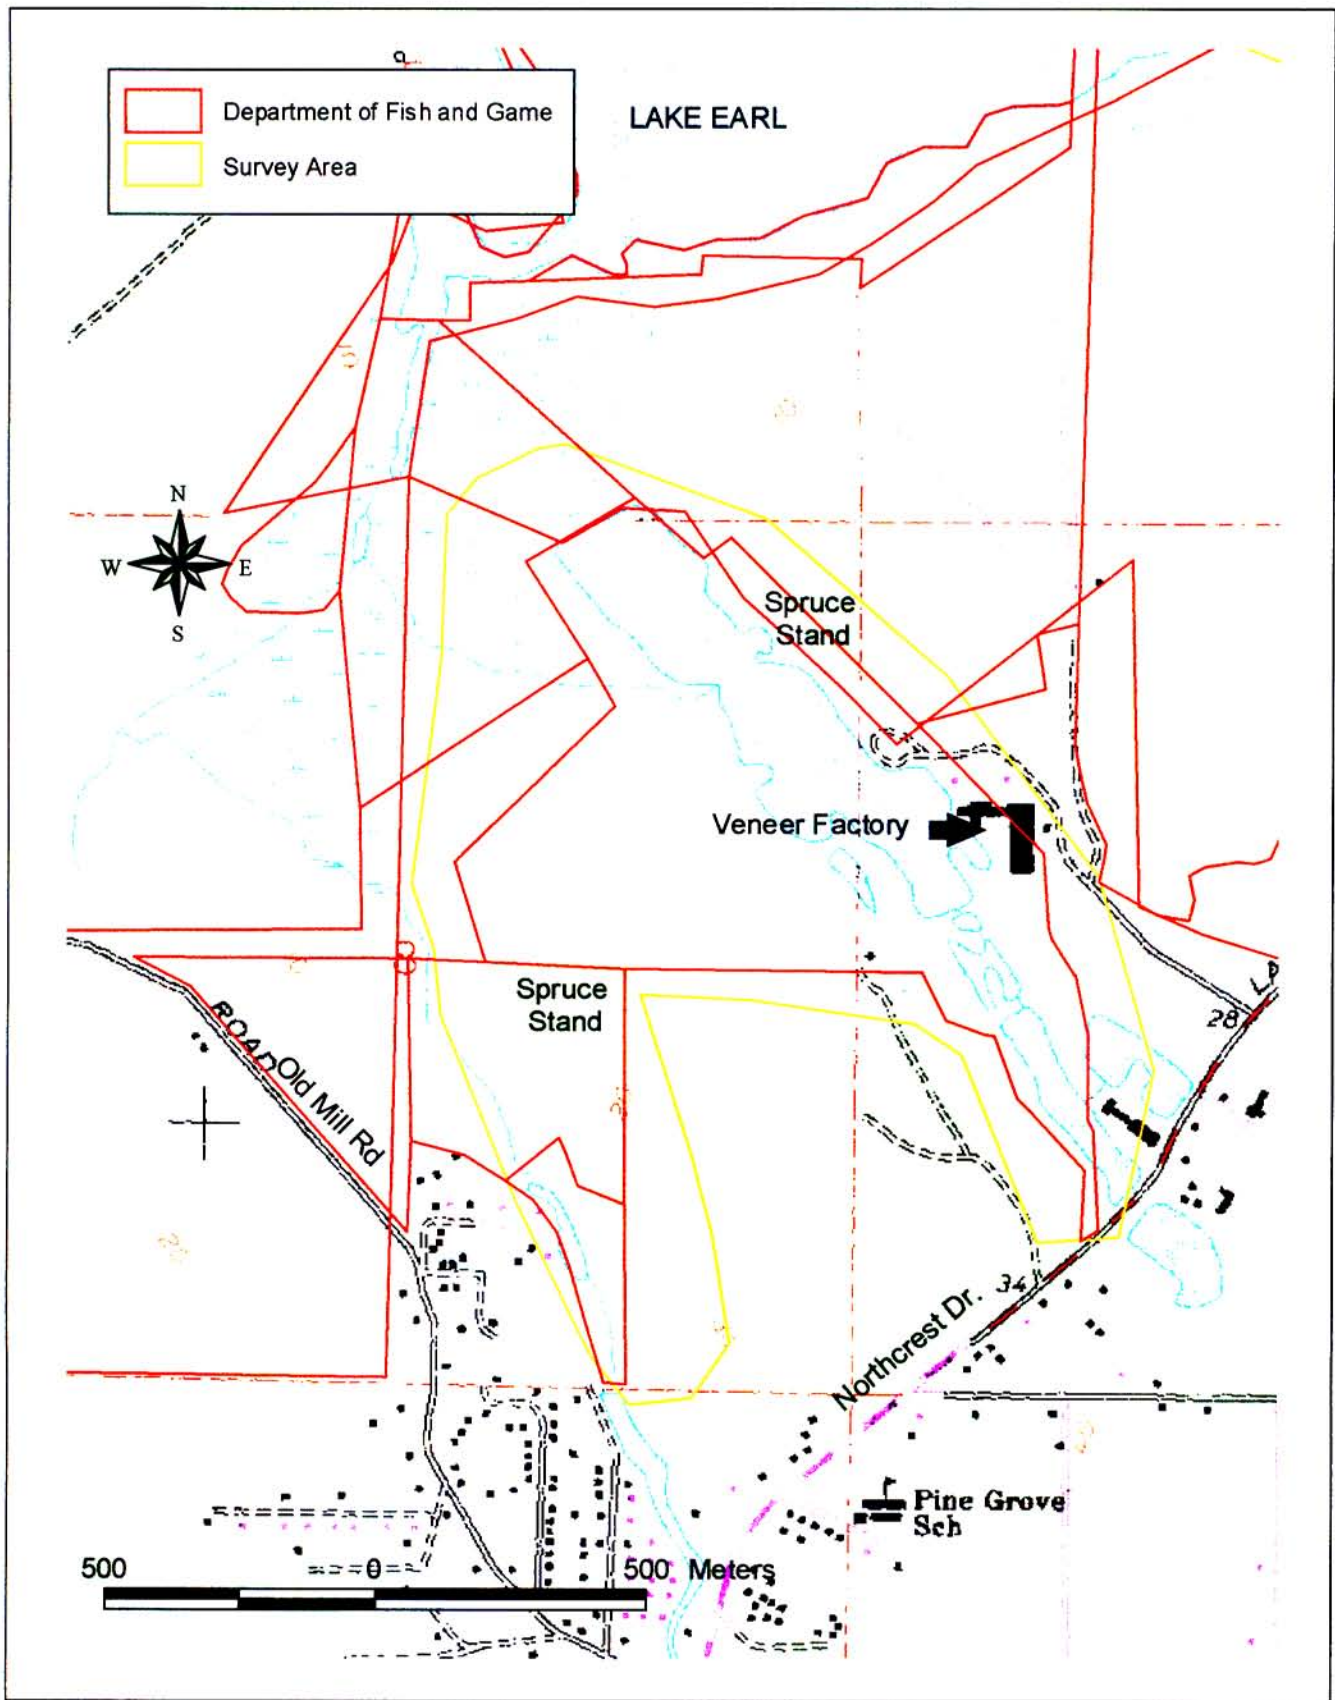 Department of Fish and Game
Survey Area
LAKE EARL
N
W E
S
Spruce
Stand
Veneer Factory
Spruce
Stand
ROAD
Old Mill Rd
28
34
Northcrest Dr.
Pine Grove
Sch
500 0 500 Meters